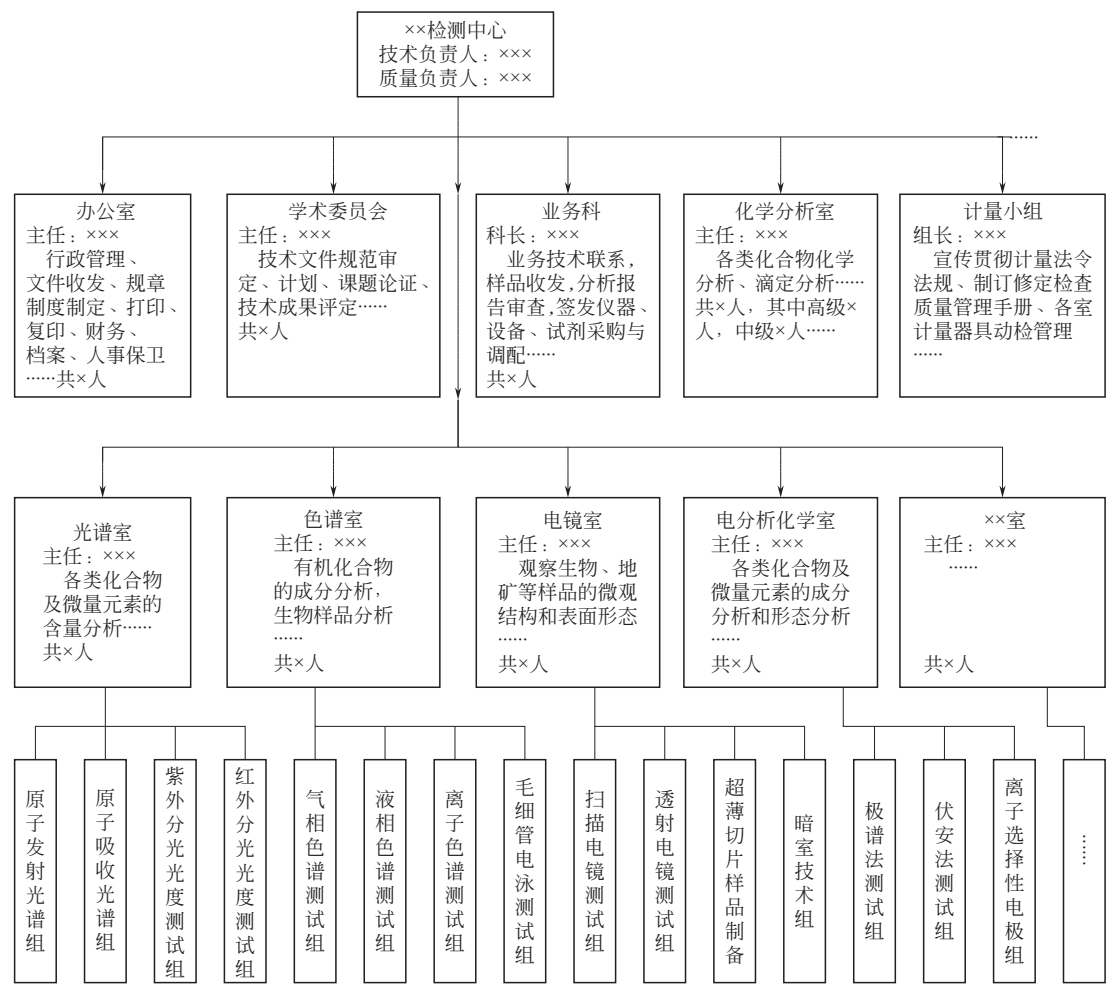 ××检测中心
技术负责人：×××
质量负责人：×××
……
办公室
主任：×××
行政管理、
文件收发、规章
制度制定、打印、
复印、财务、
档案、人事保卫
……共×人
学术委员会
主任：×××
技术文件规范审
定、计划、课题论证、
技术成果评定……
共×人
业务科
科长：×××
业务技术联系，
样品收发，分析报
告审查，签发仪器、
设备、试剂采购与
调配……
共×人
化学分析室
主任：×××
各类化合物化学
分析、滴定分析……
共×人，其中高级×
人，中级×人……
计量小组
组长：×××
宣传贯彻计量法令
法规、制订修定检查
质量管理手册、各室
计量器具动检管理
……
光谱室
主任：×××
各类化合物
及微量元素的
含量分析……
共×人
色谱室
主任：×××
有机化合物
的成分分析，
生物样品分析
……
共×人
电镜室
主任：×××
观察生物、地
矿等样品的微观
结构和表面形态
……
共×人
电分析化学室
主任：×××
各类化合物及
微量元素的成分
分析和形态分析
……
共×人
××室
主任：×××
……
共×人
原子发射光谱组
原子吸收光谱组
紫外分光光度测试组
红外分光光度测试组
气相色谱测试组
液相色谱测试组
离子色谱测试组
毛细管电泳测试组
扫描电镜测试组
透射电镜测试组
超薄切片样品制备
暗室技术组
极谱法测试组
伏安法测试组
离子选择性电极组
……